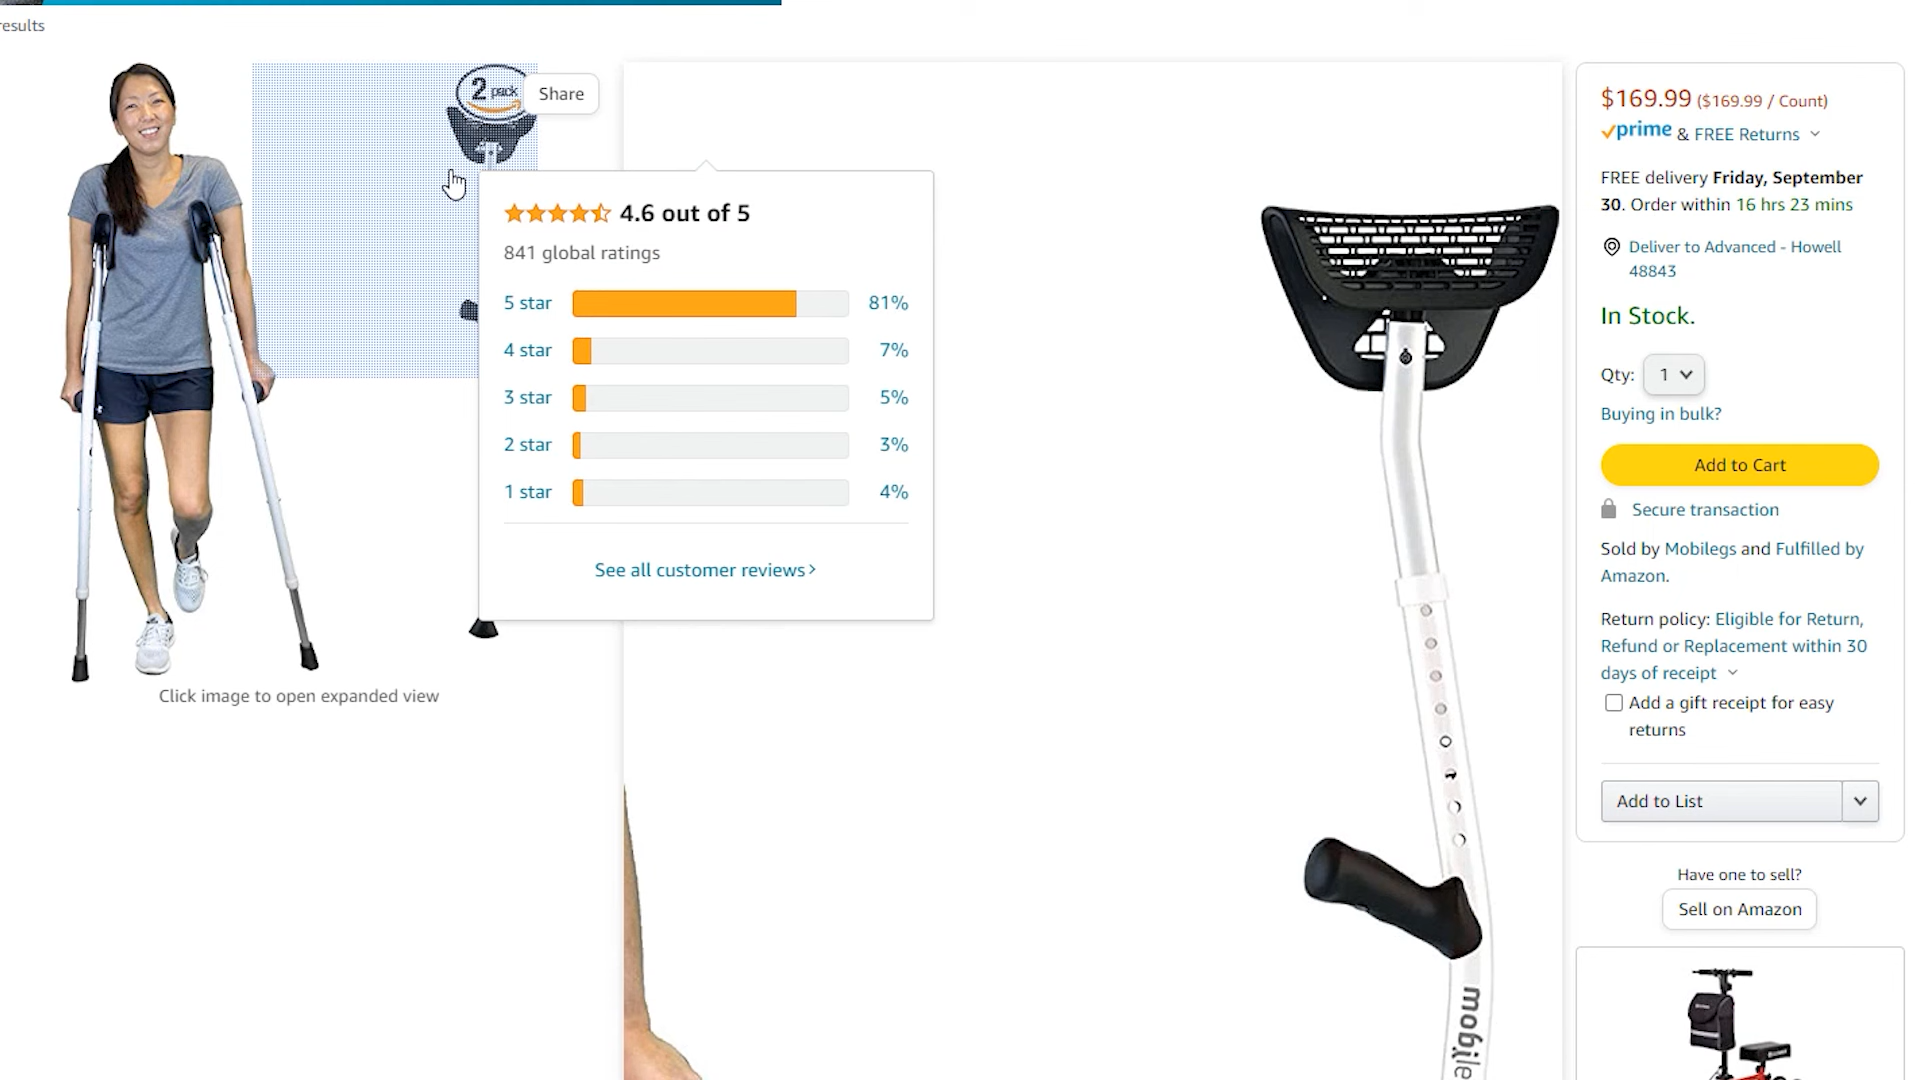 results
2 pack
Share
4.6 out of 5
841 global ratings
5 star 81%
4 star 7%
3 star 5%
2 star 3%
1 star 4%
See all customer reviews ›
Click image to open expanded view
mobile
$169.99 ($169.99 / Count)
prime & FREE Returns
FREE delivery Friday, September
30. Order within 16 hrs 23 mins
Deliver to Advanced - Howell
48843
In Stock.
Qty: 1
Buying in bulk?
Add to Cart
Secure transaction
Sold by Mobilegs and Fulfilled by
Amazon.
Return policy: Eligible for Return,
Refund or Replacement within 30
days of receipt
Add a gift receipt for easy
returns
Add to List
Have one to sell?
Sell on Amazon